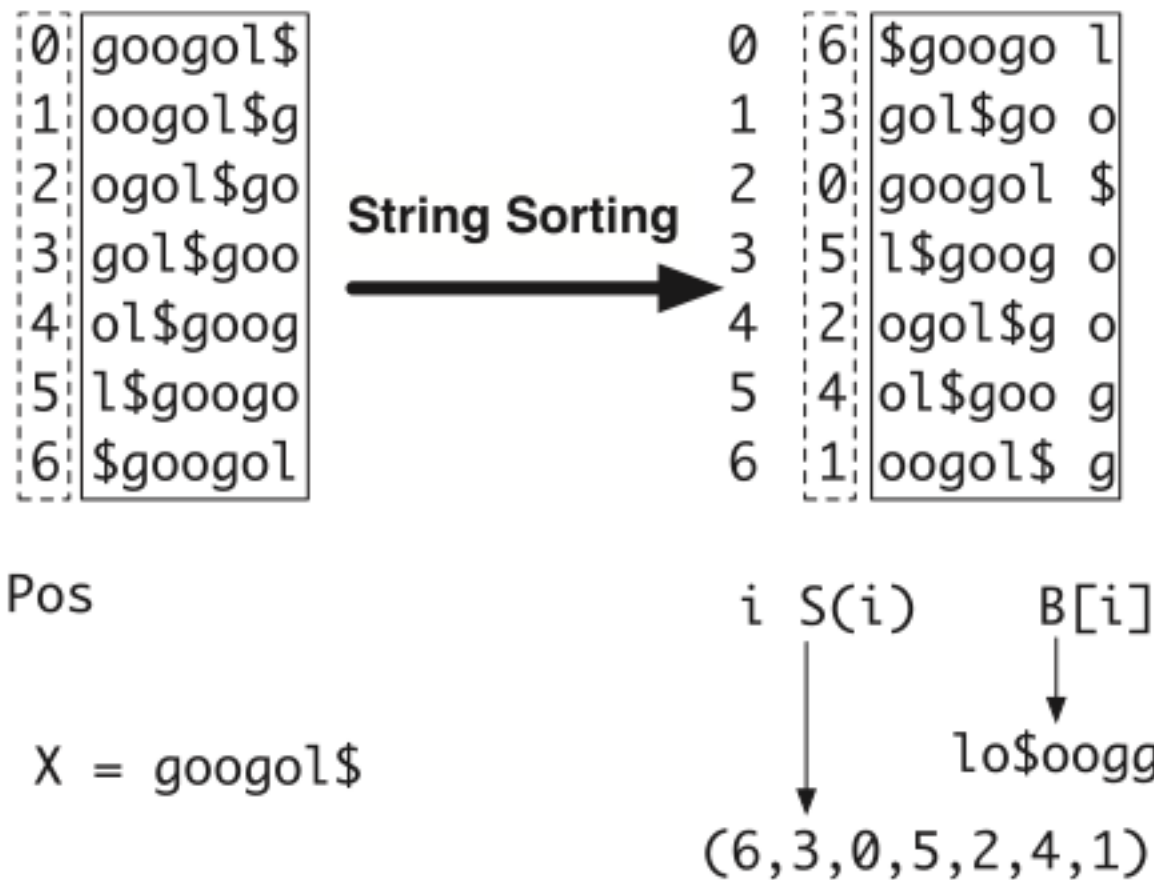 0 googol$ 0 6 $googo l
1 oogol$g 1 3 gol$go o
2 ogol$go 2 0 googol $
String Sorting
3 gol$goo 3 5 l$goog o
4 ol$goog 4 2 ogol$g o
5 l$googo 5 4 ol$goo g
6 $googol 6 1 oogol$ g
Pos i S(i) B[i]
X = googol$ lo$oogg
(6,3,0,5,2,4,1)